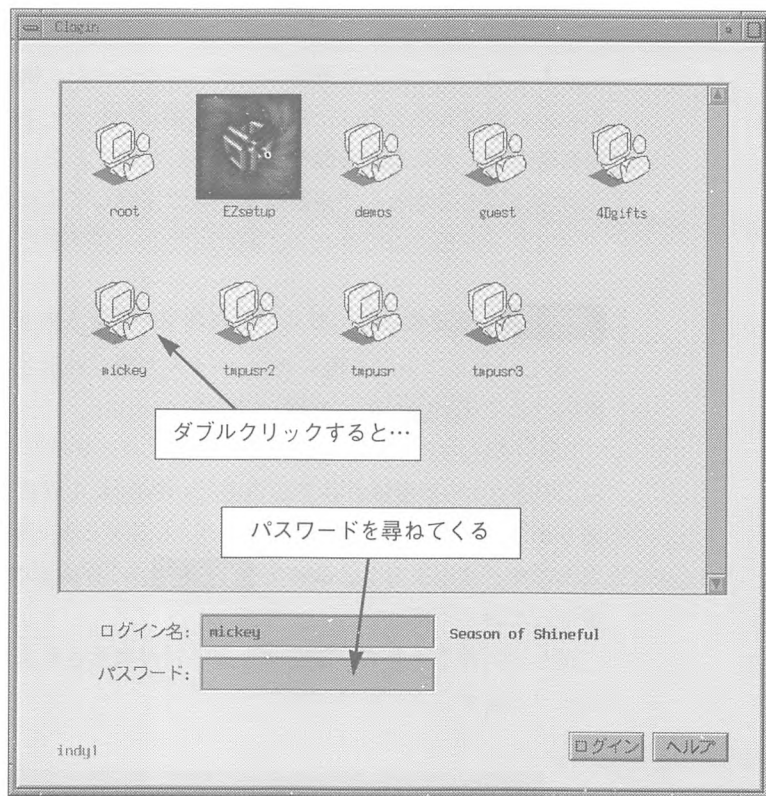 Clogin
root EZsetup demos guest 4Dgifts
mickey tmpusr2 tmpusr tmpusr3
ダブルクリックすると…
パスワードを尋ねてくる
ログイン名: mickey Season of Shineful
パスワード:
indy1 ログイン ヘルプ